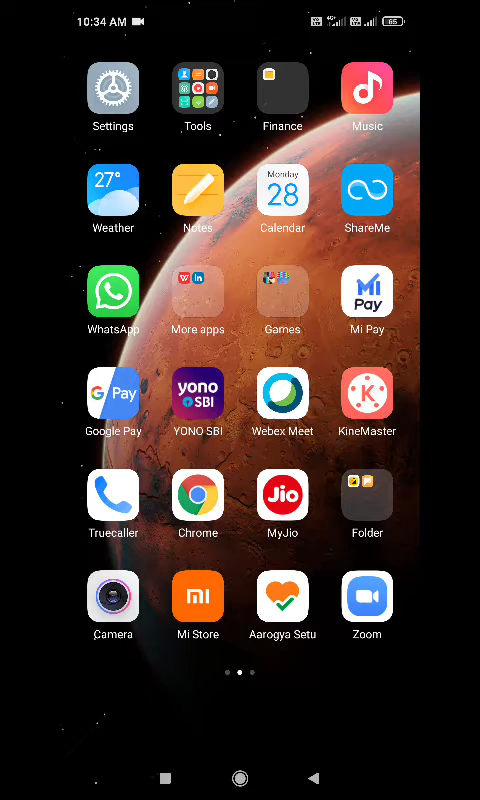 10:34 AM
4G+
65
Settings
Tools
Finance
Music
27°
Monday
28
Weather
Notes
Calendar
ShareMe
Mi
Pay
WhatsApp
More apps
Games
Mi Pay
G Pay
yono
SBI
K
Google Pay
YONO SBI
Webex Meet
KineMaster
Jio
Truecaller
Chrome
MyJio
Folder
mi
Camera
Mi Store
Aarogya Setu
Zoom